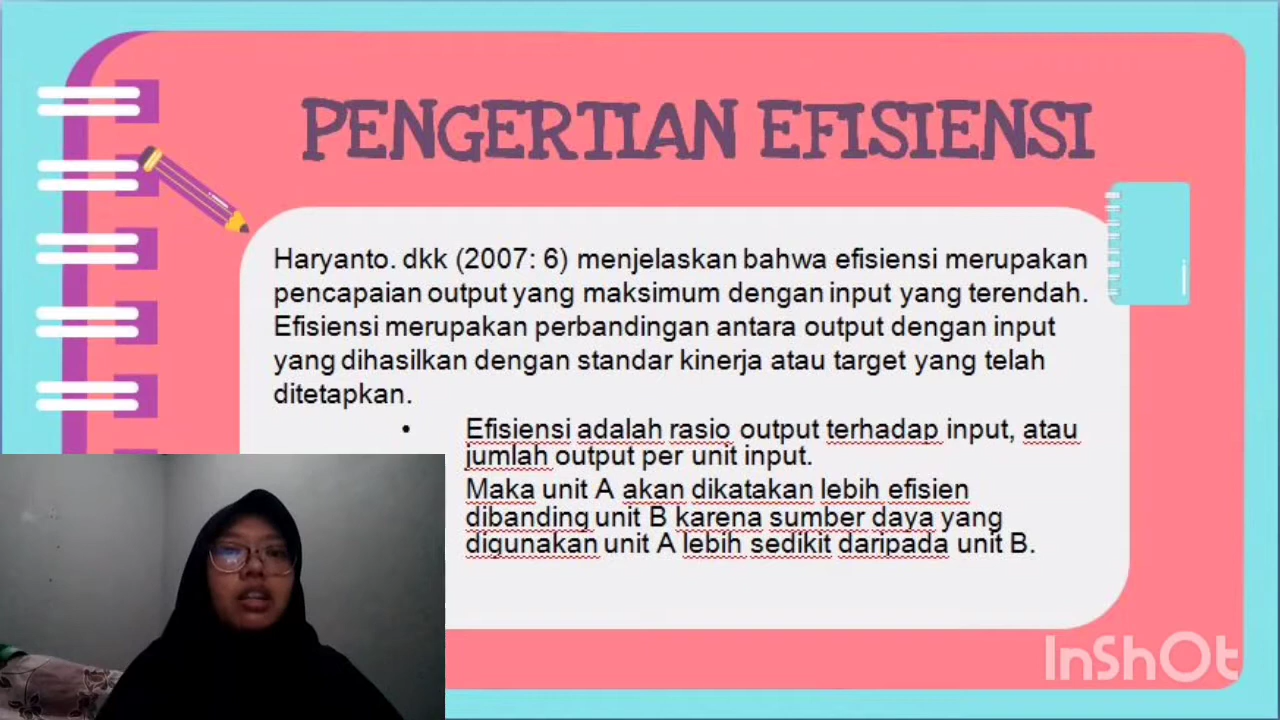 PENGERTIAN EFISIENSI
Haryanto. dkk (2007: 6) menjelaskan bahwa efisiensi merupakan
pencapaian output yang maksimum dengan input yang terendah.
Efisiensi merupakan perbandingan antara output dengan input
yang dihasilkan dengan standar kinerja atau target yang telah
ditetapkan.
• Efisiensi adalah rasio output terhadap input, atau
jumlah output per unit input.
Maka unit A akan dikatakan lebih efisien
dibanding unit B karena sumber daya yang
digunakan unit A lebih sedikit daripada unit B.
InShOt